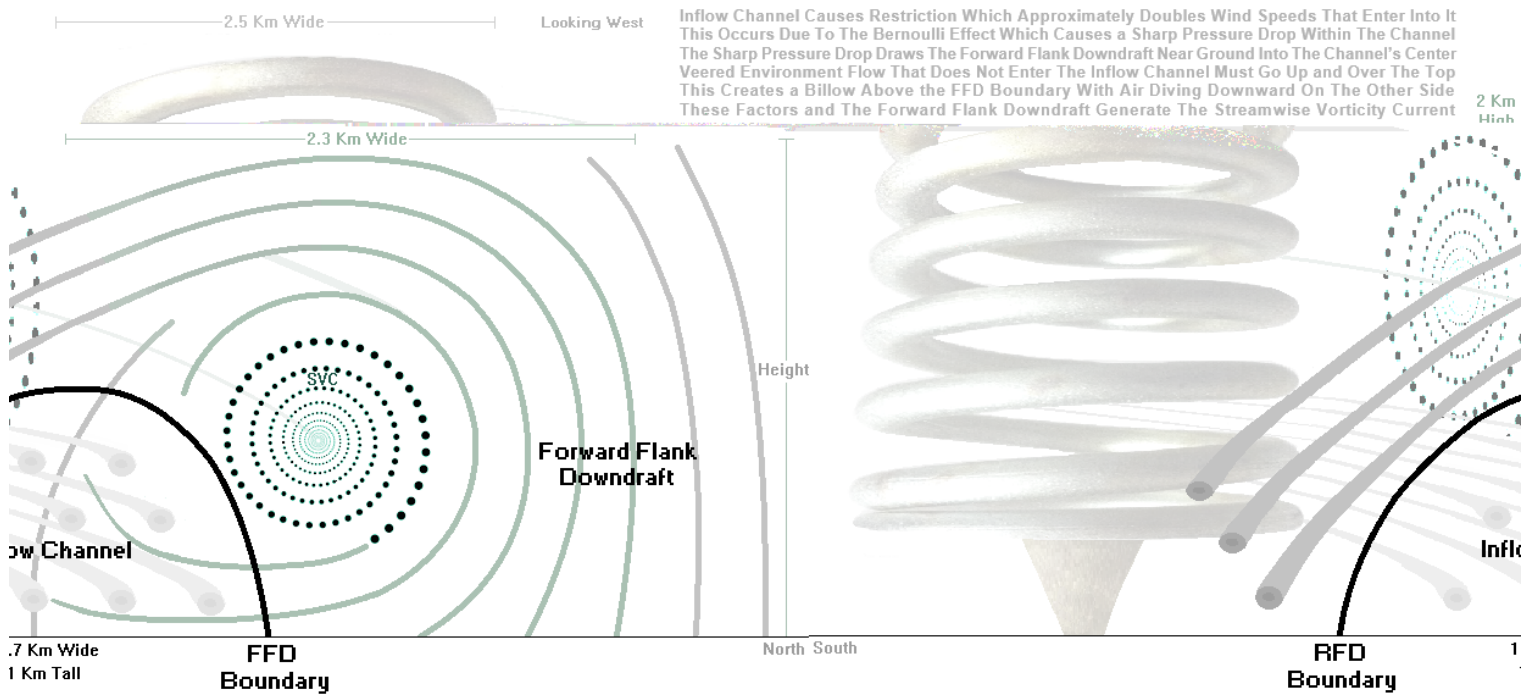 2.5 Km Wide
Looking West
Inflow Channel Causes Restriction Which Approximately Doubles Wind Speeds That Enter Into It
This Occurs Due To The Bernoulli Effect Which Causes a Sharp Pressure Drop Within The Channel
The Sharp Pressure Drop Draws The Forward Flank Downdraft Near Ground Into The Channel's Center
Veered Environment Flow That Does Not Enter The Inflow Channel Must Go Up and Over The Top
This Creates a Billow Above the FFD Boundary With Air Diving Downward On The Other Side
These Factors and The Forward Flank Downdraft Generate The Streamwise Vorticity Current
2 Km
High
2.3 Km Wide
Height
SVC
Forward Flank
Downdraft
ow Channel
Inflo
.7 Km Wide
1 Km Tall
FFD
Boundary
North South
RFD
Boundary
1